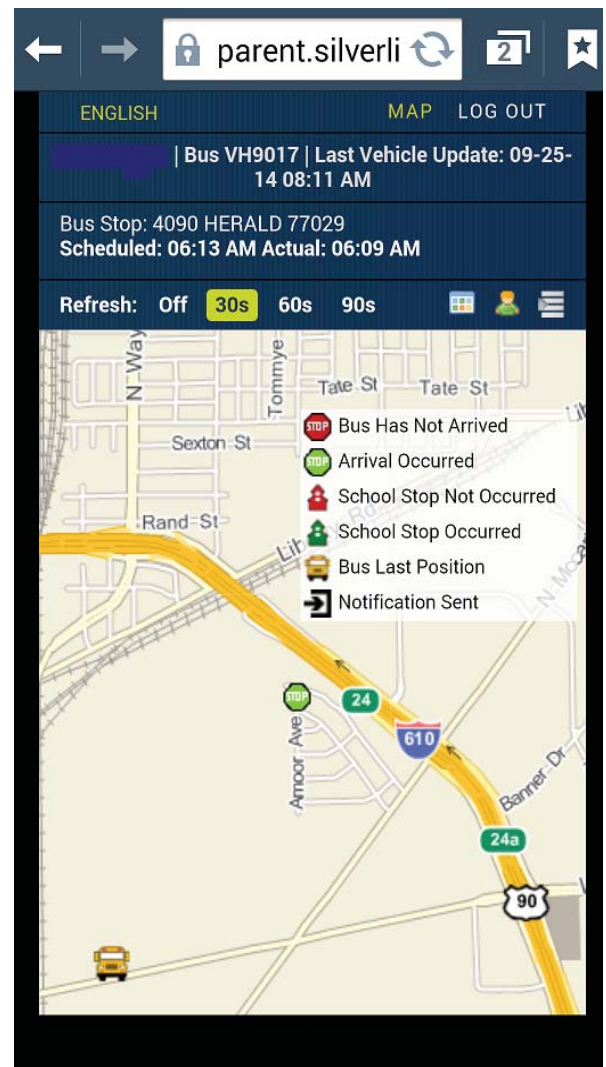 parent.silverli
2
ENGLISH MAP LOG OUT
| Bus VH9017 | Last Vehicle Update: 09-25-
14 08:11 AM
Bus Stop: 4090 HERALD 77029
Scheduled: 06:13 AM Actual: 06:09 AM
Refresh: Off 30s 60s 90s
N Way
Tommye
Tate St
Tate St
STOP Bus Has Not Arrived
Sexton St
STOP Arrival Occurred
School Stop Not Occurred
Rand St
School Stop Occurred
Bus Last Position
Notification Sent
STOP
24
610
Amoor Ave
Banner Dr
24a
90